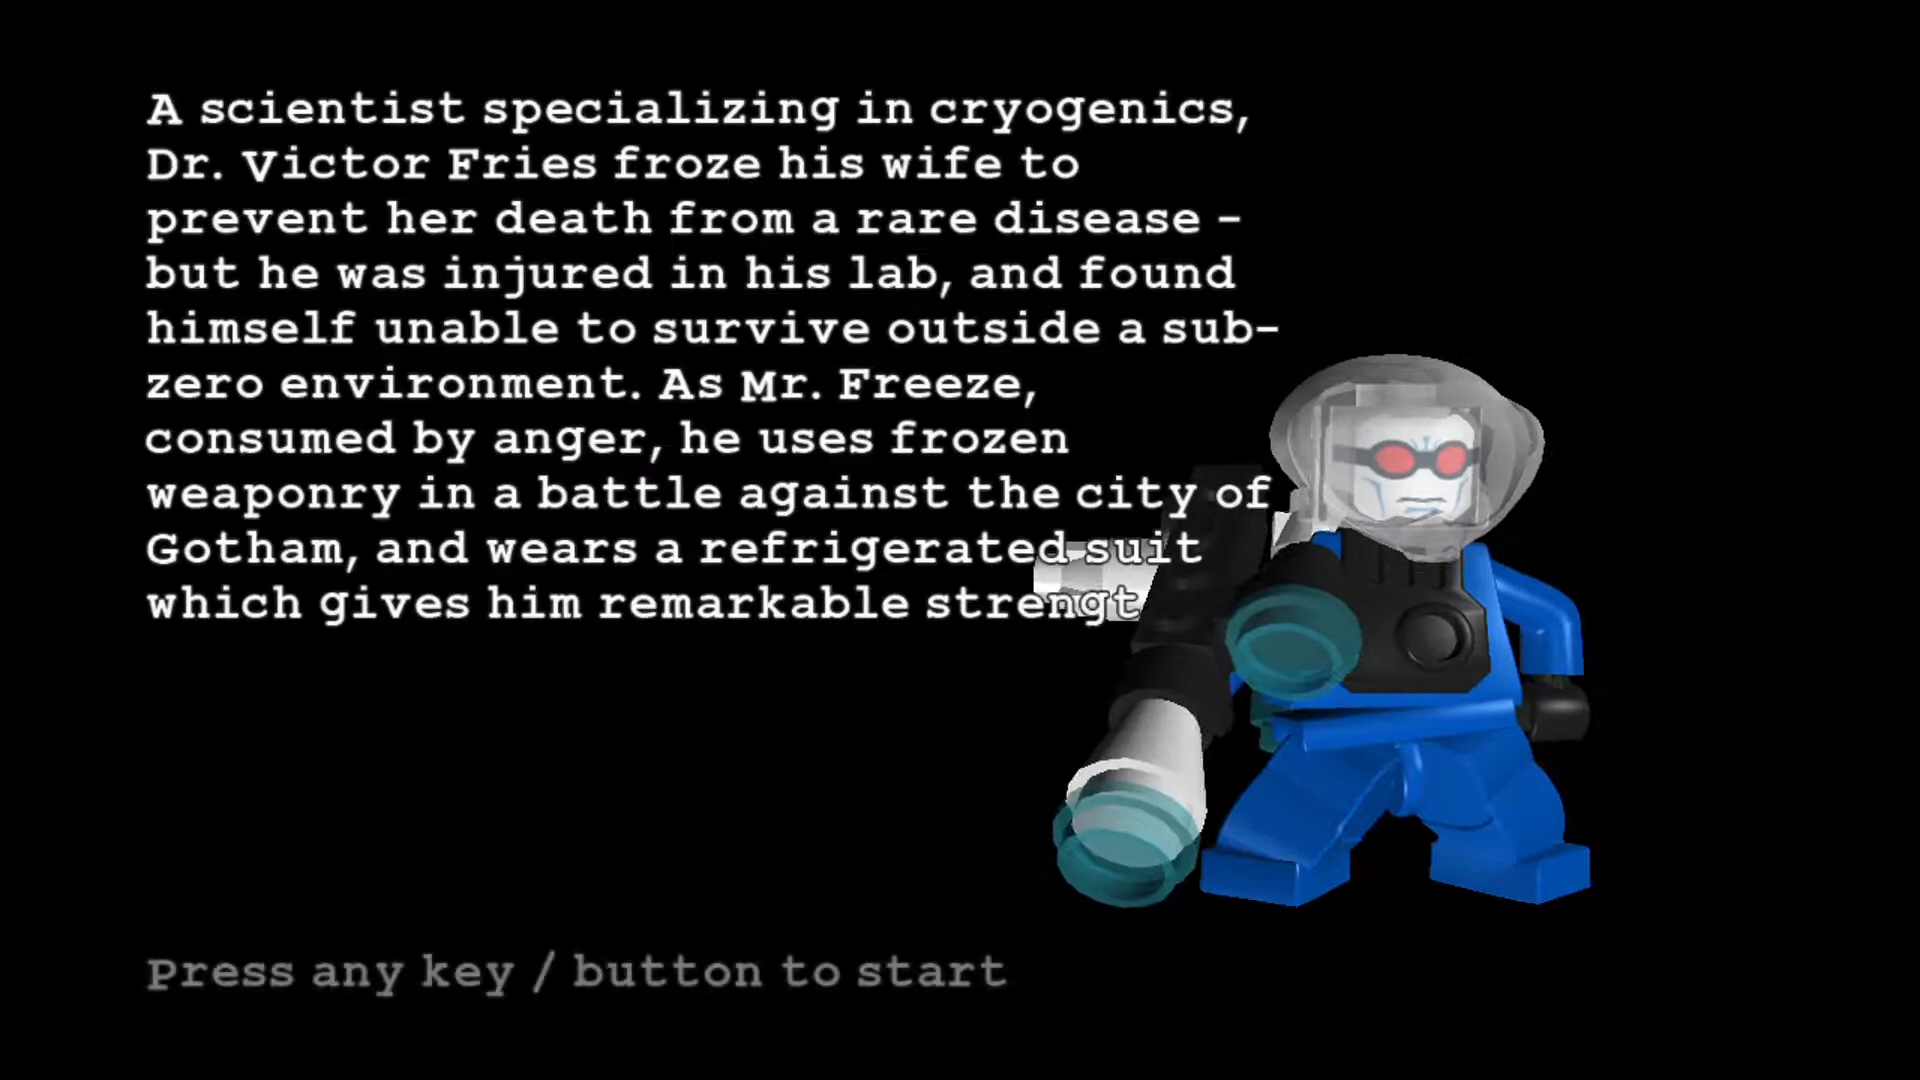 A scientist specializing in cryogenics,
Dr. Victor Fries froze his wife to
prevent her death from a rare disease -
but he was injured in his lab, and found
himself unable to survive outside a sub-
zero environment. As Mr. Freeze,
consumed by anger, he uses frozen
weaponry in a battle against the city of
Gotham, and wears a refrigerated suit
which gives him remarkable strengt
Press any key / button to start